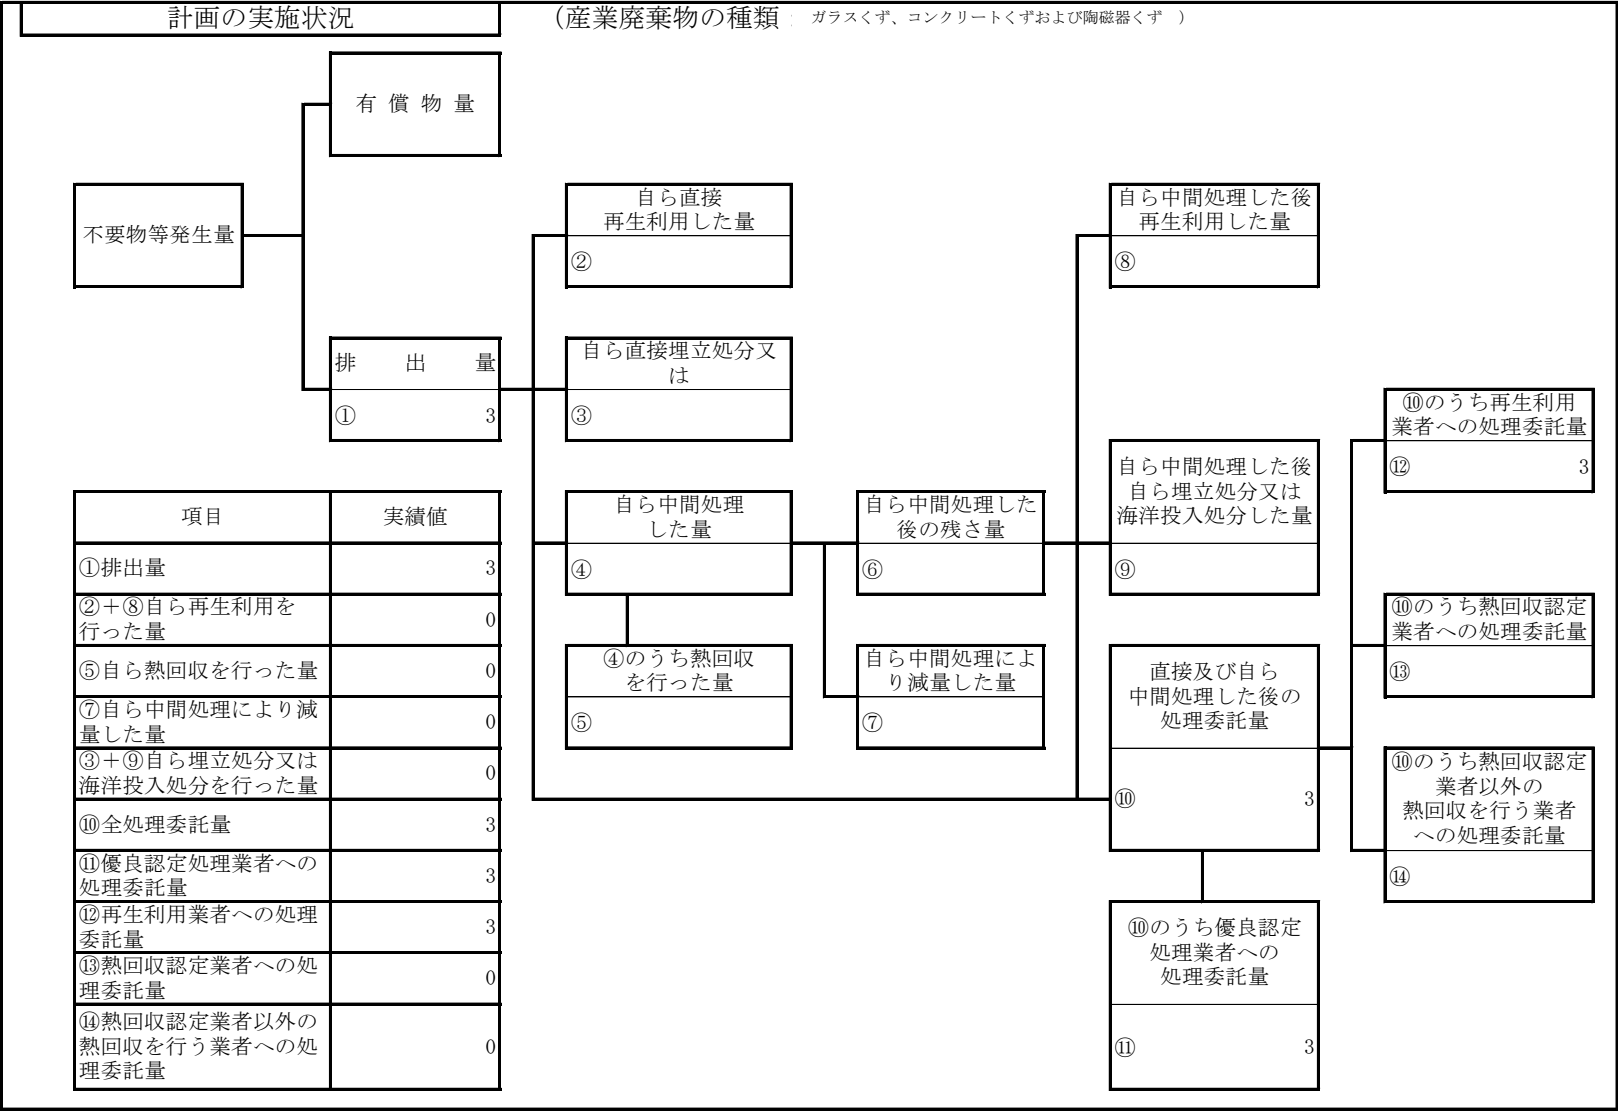 計画の実施状況
（産業廃棄物の種類：ガラスくず、コンクリートくずおよび陶磁器くず　）
有償物量
不要物等発生量
自ら直接
再生利用した量
②
自ら中間処理した後
再生利用した量
⑧
排出量
① 3
自ら直接埋立処分又
は
③
⑩のうち再生利用
業者への処理委託量
⑫ 3
自ら中間処理した後
自ら埋立処分又は
海洋投入処分した量
⑨
自ら中間処理
した量
④
自ら中間処理した
後の残さ量
⑥
④のうち熱回収
を行った量
⑤
自ら中間処理によ
り減量した量
⑦
直接及び自ら
中間処理した後の
処理委託量
⑩ 3
⑩のうち熱回収認定
業者への処理委託量
⑬
⑩のうち熱回収認定
業者以外の
熱回収を行う業者
への処理委託量
⑭
⑩のうち優良認定
処理業者への
処理委託量
⑪ 3
項目 実績値
①排出量 3
②＋⑧自ら再生利用を
行った量 0
⑤自ら熱回収を行った量 0
⑦自ら中間処理により減
量した量 0
③＋⑨自ら埋立処分又は
海洋投入処分を行った量 0
⑩全処理委託量 3
⑪優良認定処理業者への
処理委託量 3
⑫再生利用業者への処理
委託量 3
⑬熱回収認定業者への処
理委託量 0
⑭熱回収認定業者以外の
熱回収を行う業者への処
理委託量 0